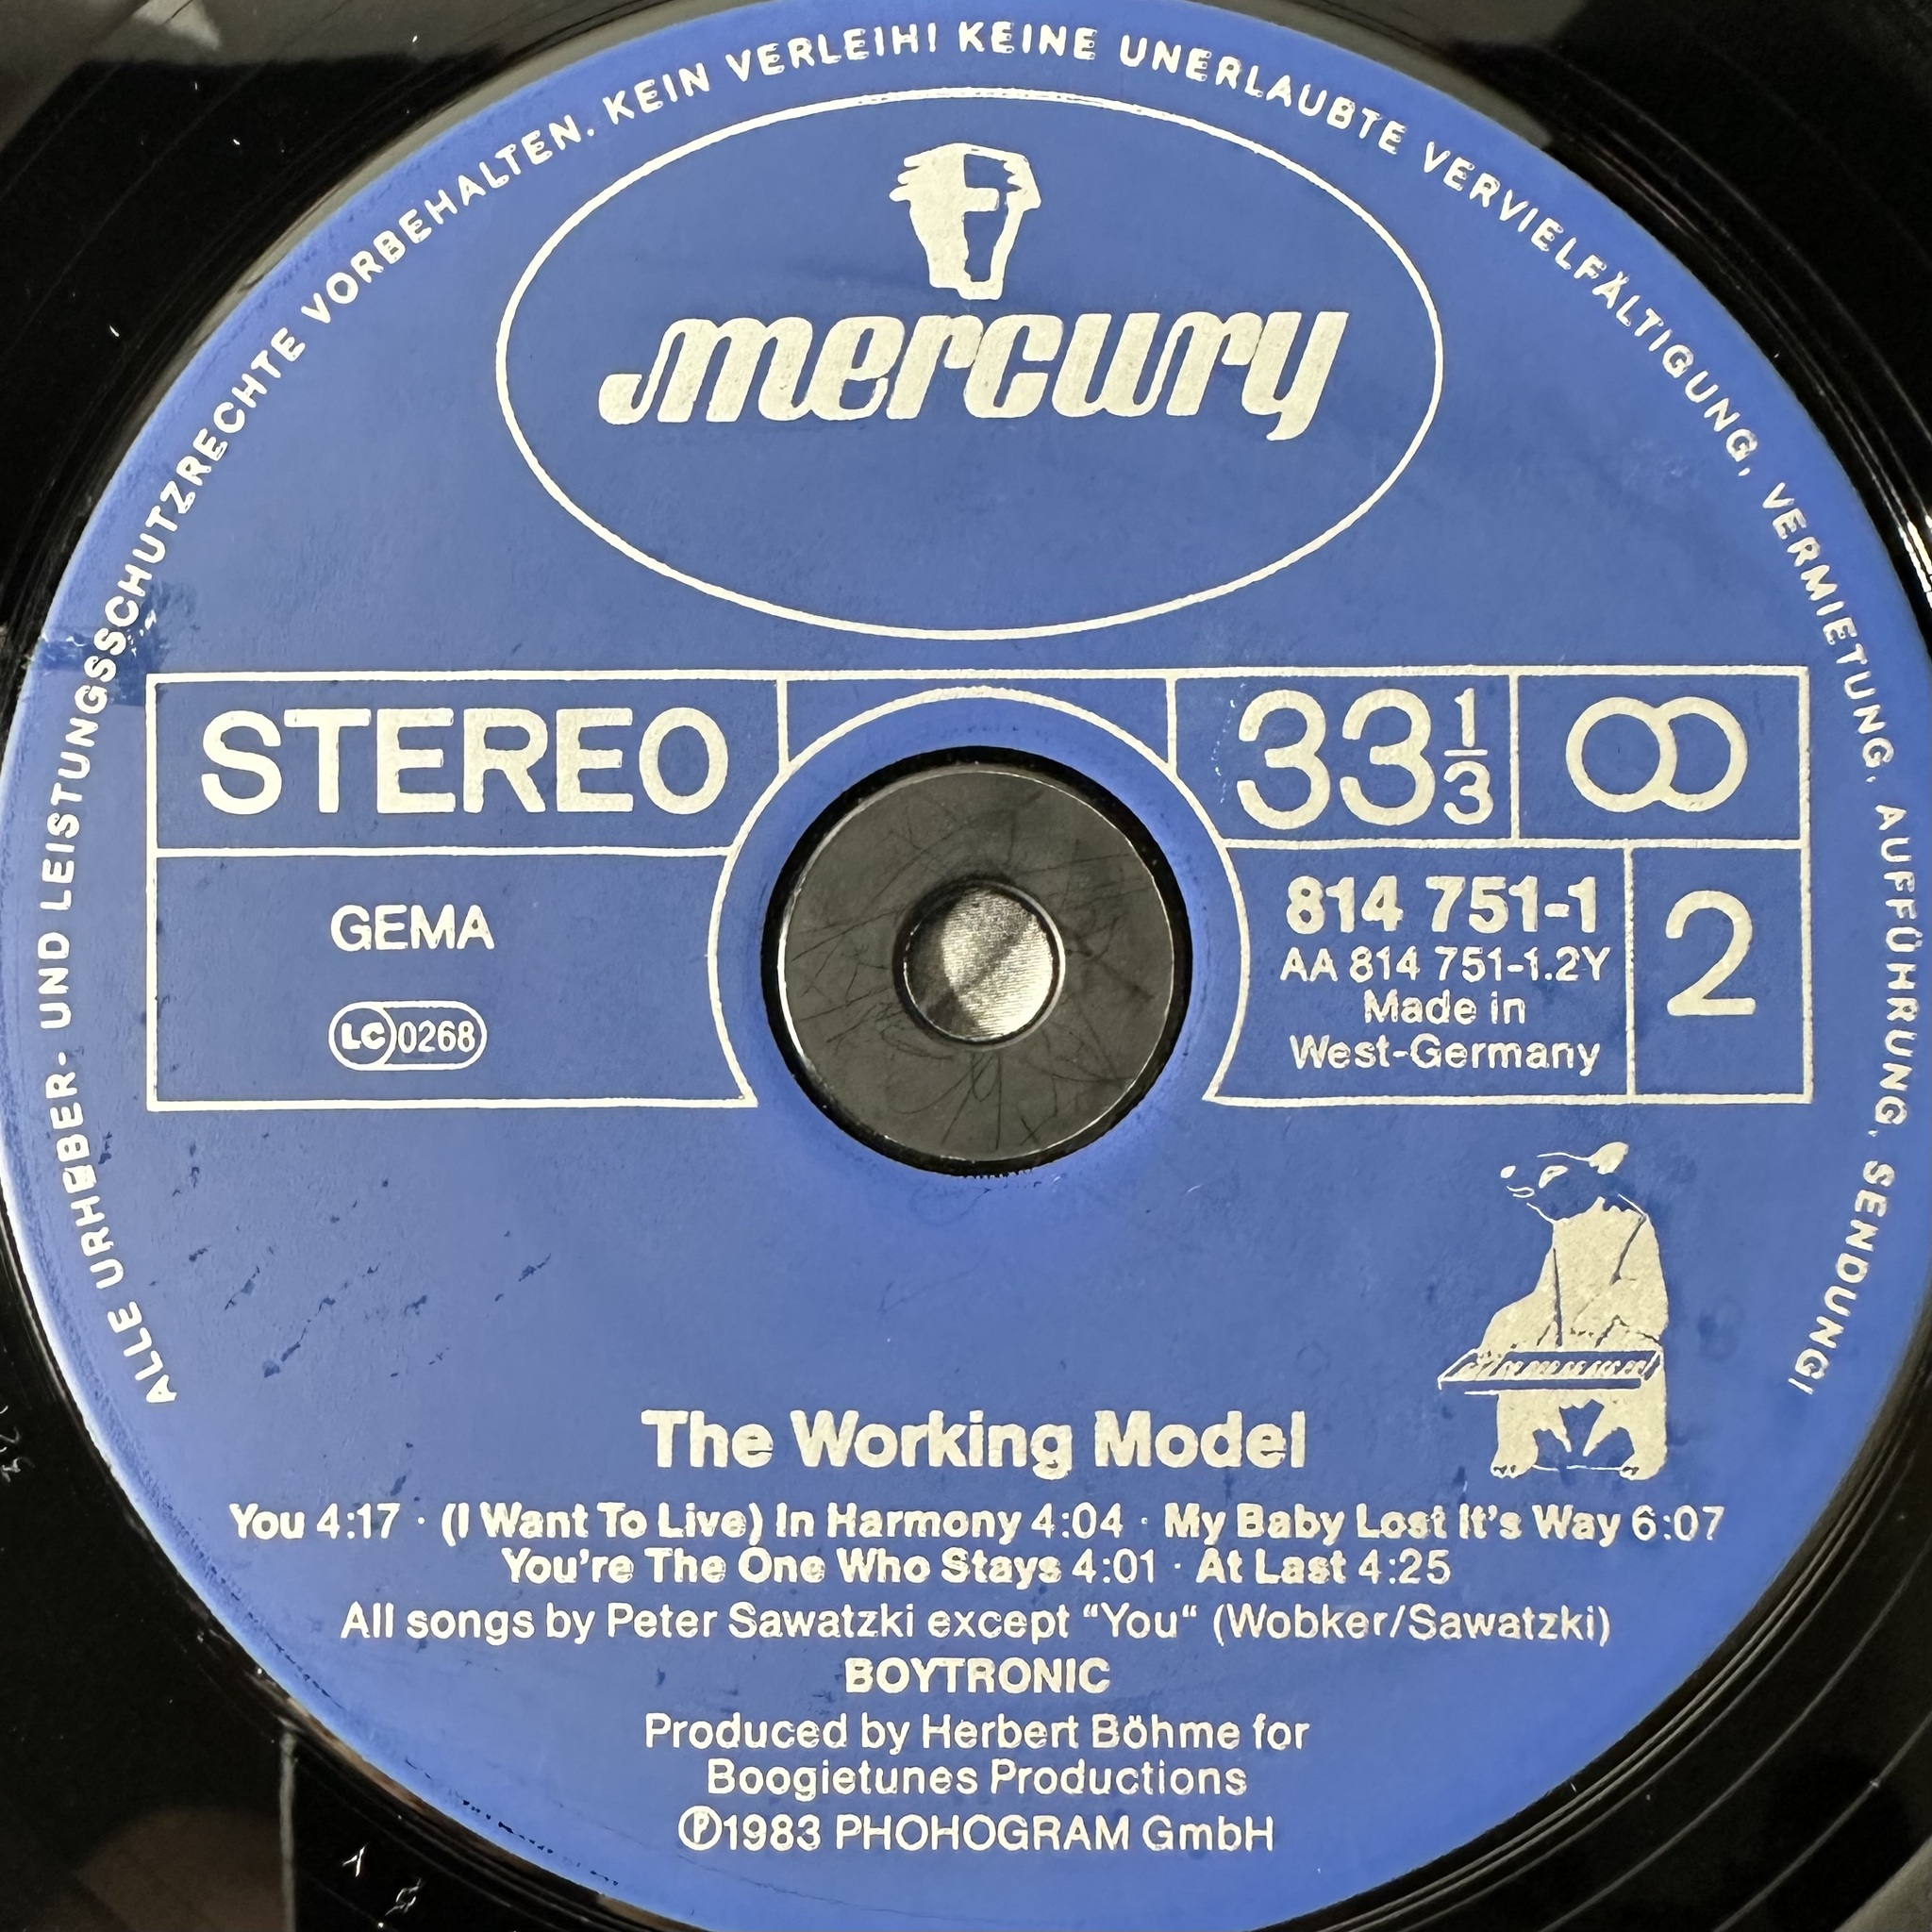 ALLE URHEBER- UND LEISTUNGSSCHUTZRECHTE VORBEHALTEN. KEIN VERLEIH! KEINE UNERLAUBTE VERVIELFÄLTIGUNG, VERMIETUNG, AUFFÜHRUNG, SENDUNG!
mercury
STEREO
33 1/3
GEMA
LC 0268
814 751-1
AA 814 751-1.2Y
Made in
West-Germany
2
The Working Model
You 4:17 · (I Want To Live) In Harmony 4:04 · My Baby Lost It's Way 6:07
You're The One Who Stays 4:01 · At Last 4:25
All songs by Peter Sawatzki except “You“ (Wobker/Sawatzki)
BOYTRONIC
Produced by Herbert Böhme for
Boogietunes Productions
Ⓟ1983 PHOHOGRAM GmbH